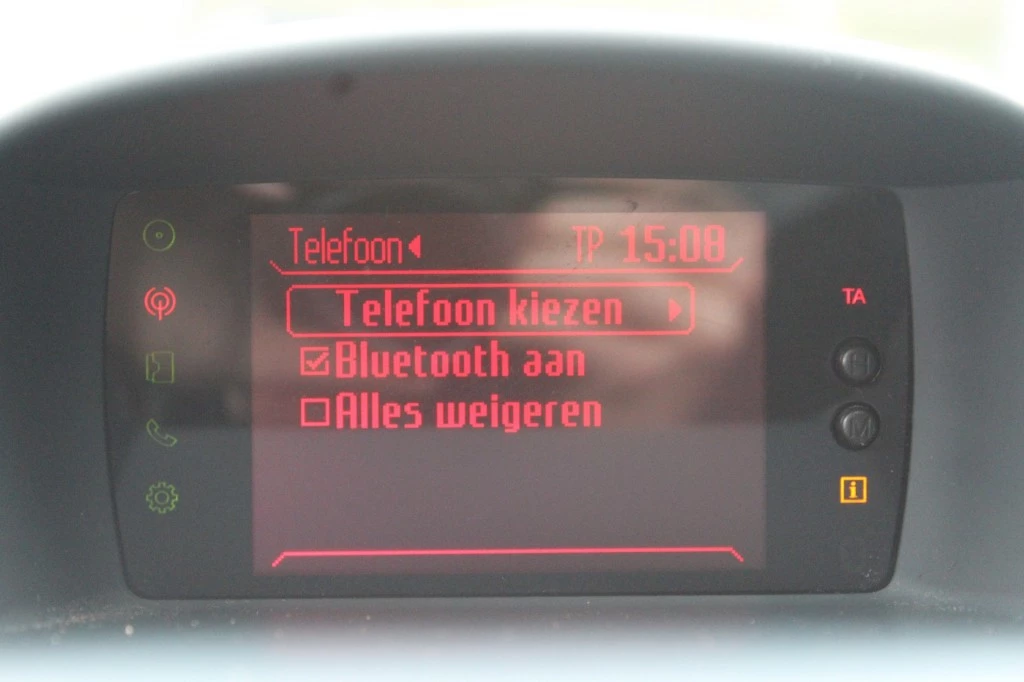 Telefoon TP 15:08
Telefoon kiezen
Bluetooth aan
Alles weigeren
TA
H
M
i